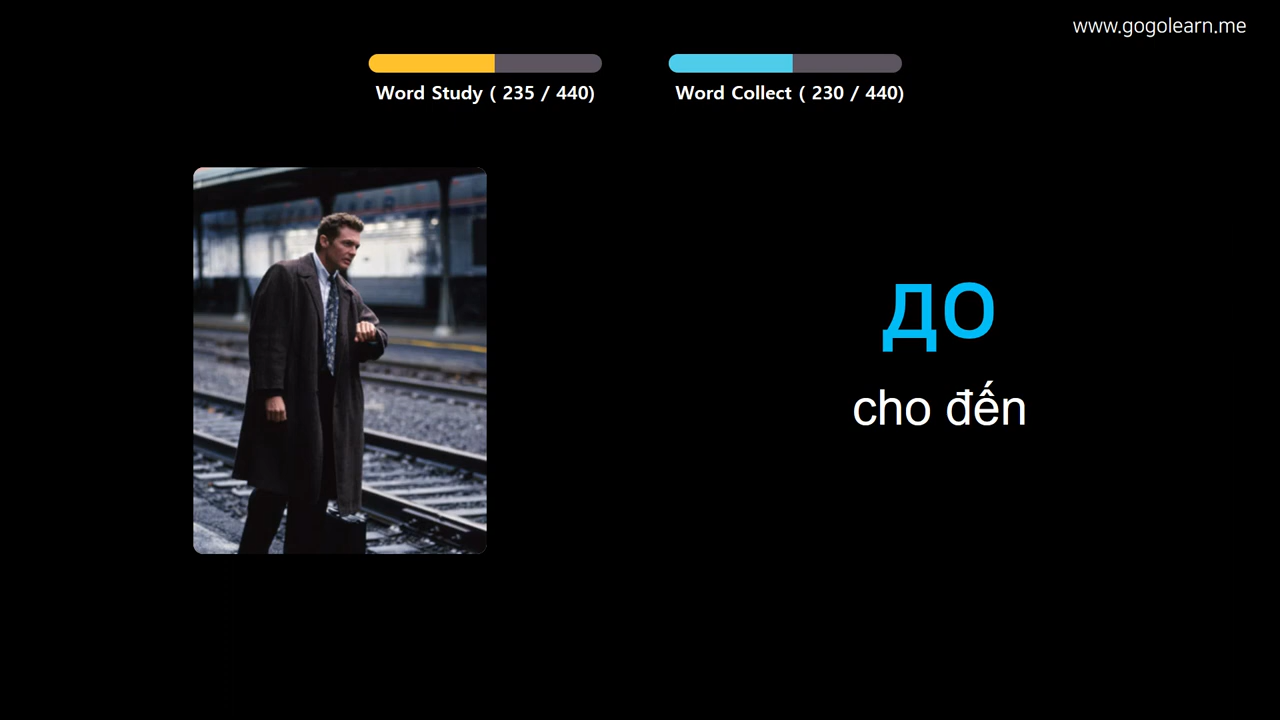 www.gogolearn.me
Word Study ( 235 / 440)
Word Collect ( 230 / 440)
до
cho đến